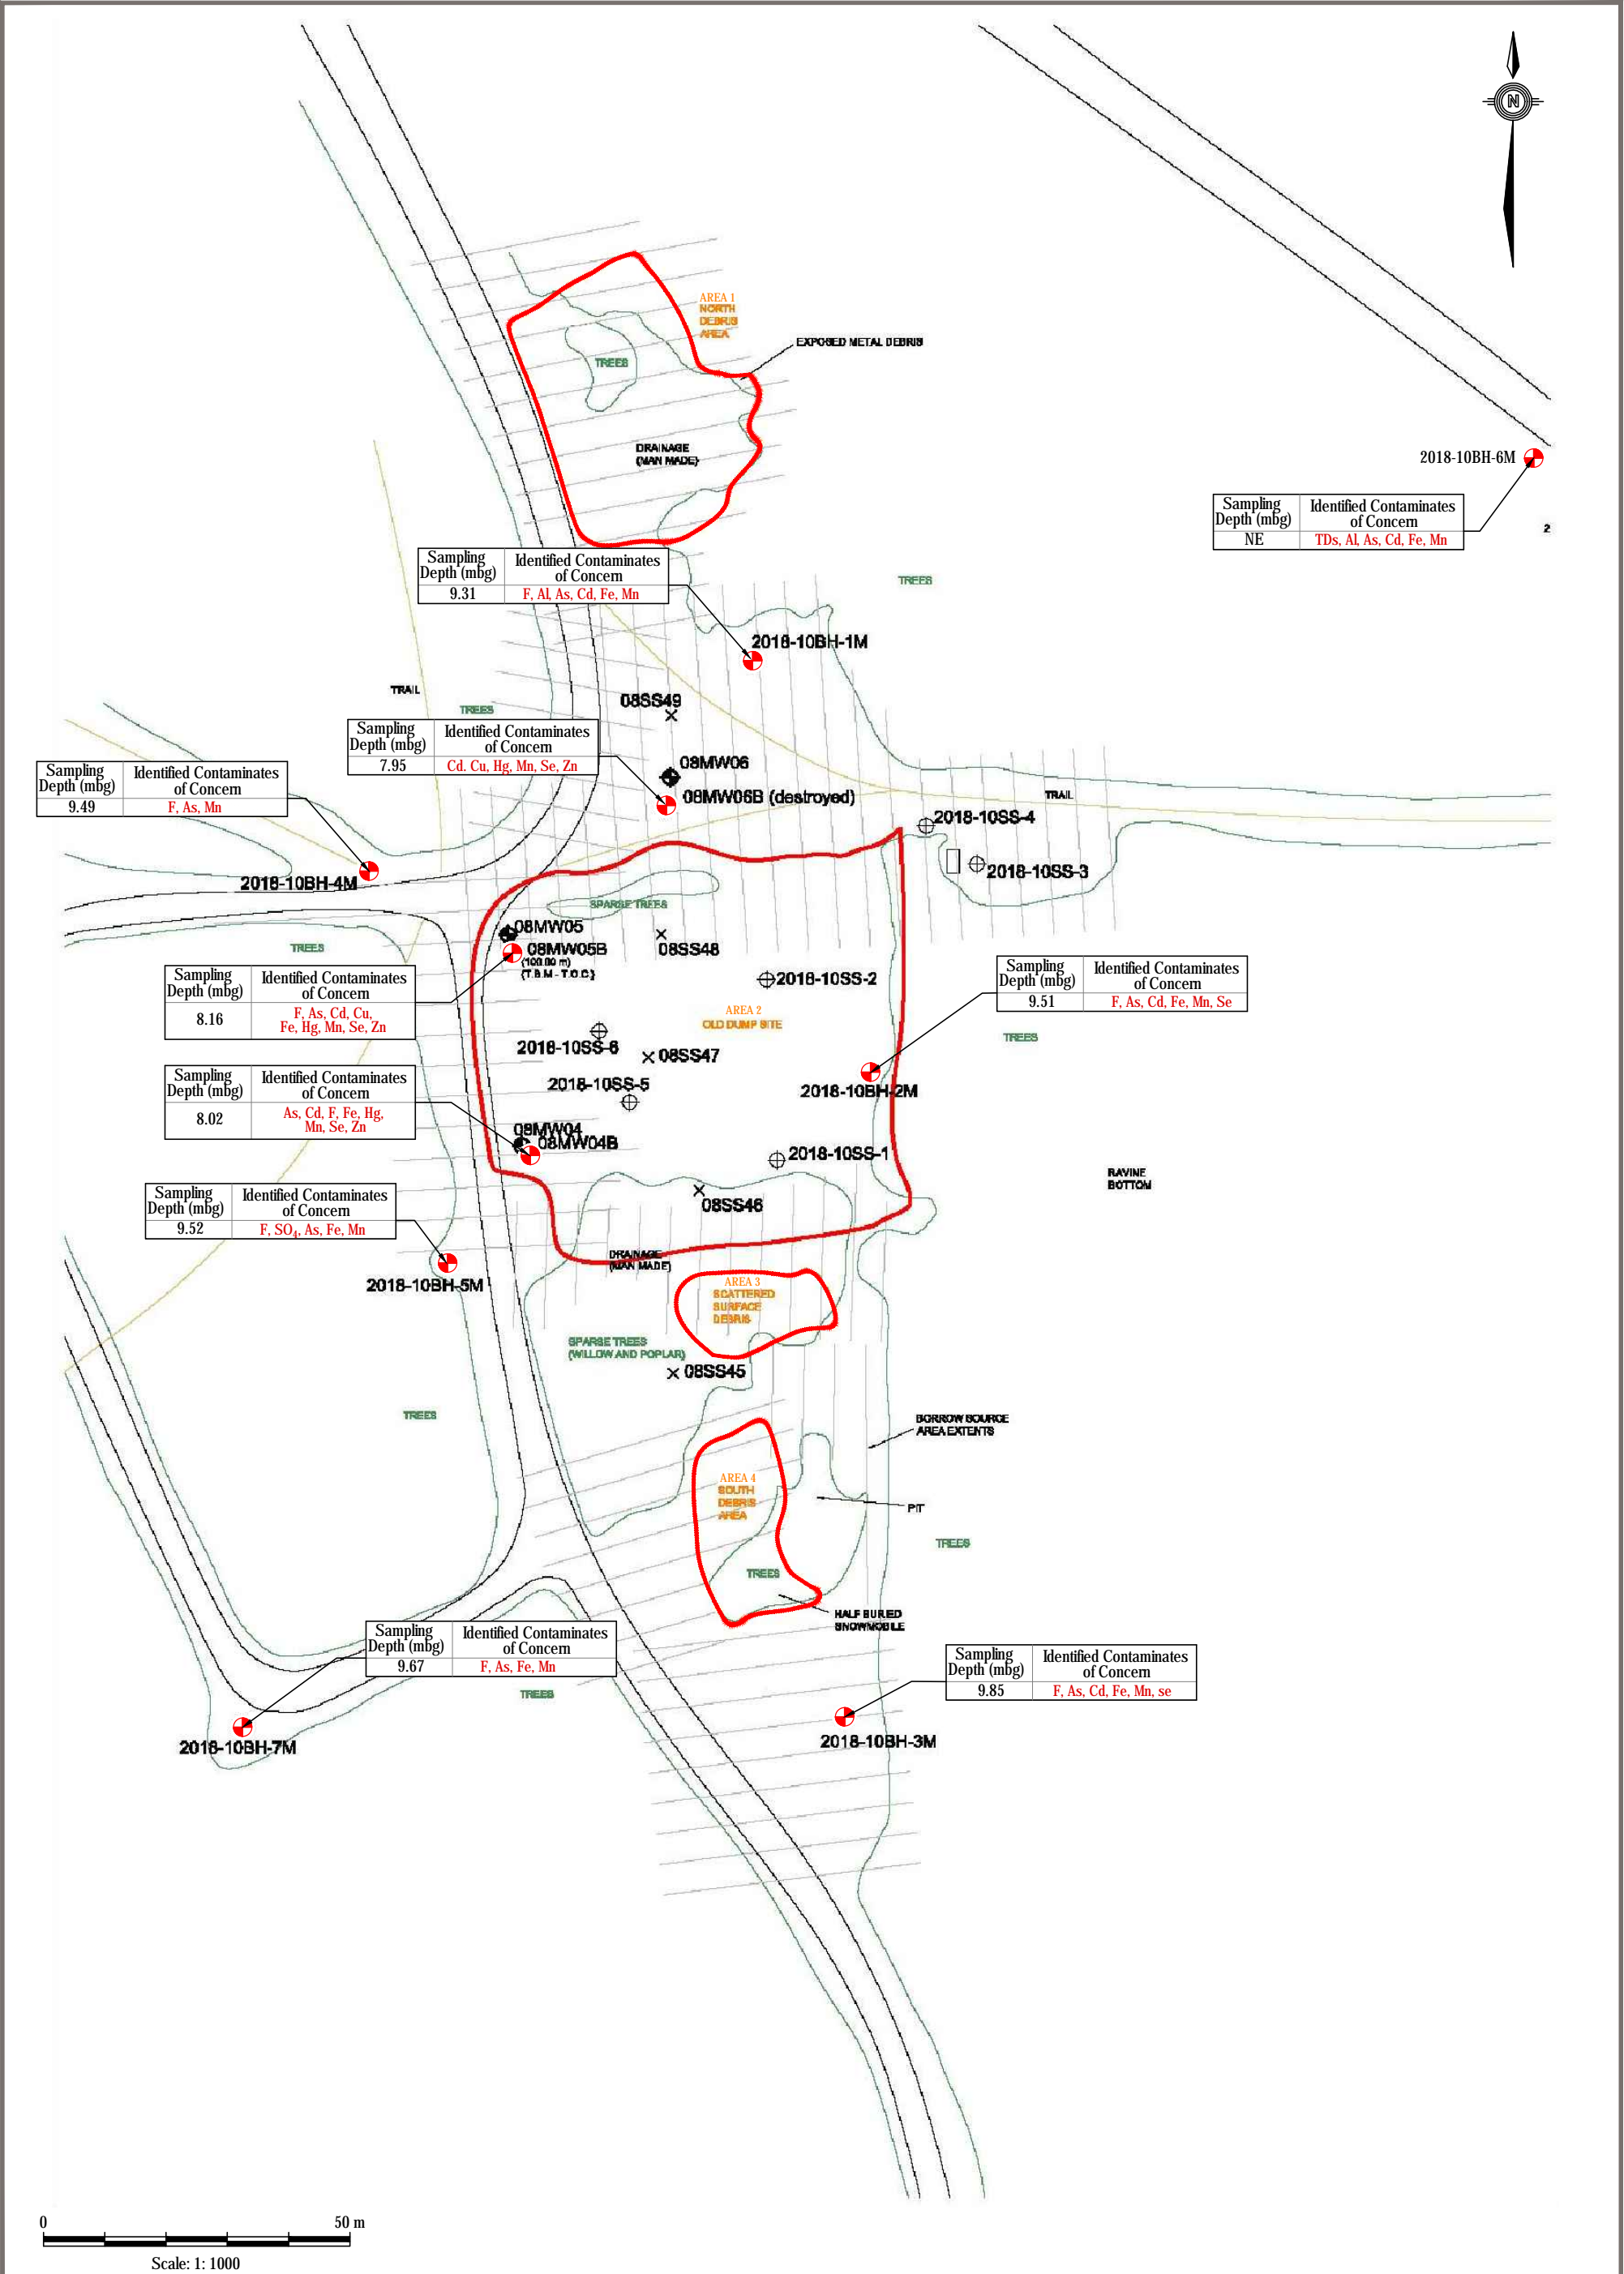 N
AREA 1
NORTH
DEBRIS
AREA
EXPOSED METAL DEBRIS
TREES
DRAINAGE
(MAN MADE)
2018-10BH-6M
Sampling Depth (mbg)
Identified Contaminates of Concern
NE
TDs, Al, As, Cd, Fe, Mn
2
Sampling Depth (mbg)
Identified Contaminates of Concern
9.31
F, Al, As, Cd, Fe, Mn
TREES
2018-10BH-1M
TRAIL
08SS49
TREES
Sampling Depth (mbg)
Identified Contaminates of Concern
7.95
Cd. Cu, Hg, Mn, Se, Zn
08MW06
08MW06B (destroyed)
Sampling Depth (mbg)
Identified Contaminates of Concern
9.49
F, As, Mn
TRAIL
2018-10SS-4
2018-10SS-3
2018-10BH-4M
SPARSE TREES
TREES
08MW05
08MW05B
(100.00 m)
(T.B.M - T.O.C)
08SS48
2018-10SS-2
Sampling Depth (mbg)
Identified Contaminates of Concern
9.51
F, As, Cd, Fe, Mn, Se
Sampling Depth (mbg)
Identified Contaminates of Concern
8.16
F, As, Cd, Cu,
Fe, Hg, Mn, Se, Zn
AREA 2
OLD DUMP SITE
TREES
2018-10SS-6
08SS47
2018-10SS-5
2018-10BH-2M
Sampling Depth (mbg)
Identified Contaminates of Concern
8.02
As, Cd, F, Fe, Hg,
Mn, Se, Zn
08MW04
08MW04B
2018-10SS-1
RAVINE
BOTTOM
08SS46
Sampling Depth (mbg)
Identified Contaminates of Concern
9.52
F, SO₄, As, Fe, Mn
DRAINAGE
(MAN MADE)
2018-10BH-5M
AREA 3
SCATTERED
SURFACE
DEBRIS
SPARSE TREES
(WILLOW AND POPLAR)
08SS45
TREES
BORROW SOURCE
AREA EXTENTS
AREA 4
SOUTH
DEBRIS
AREA
PIT
TREES
TREES
HALF BURIED
SNOWMOBILE
Sampling Depth (mbg)
Identified Contaminates of Concern
9.67
F, As, Fe, Mn
TREES
Sampling Depth (mbg)
Identified Contaminates of Concern
9.85
F, As, Cd, Fe, Mn, se
2018-10BH-7M
2018-10BH-3M
0
50 m
Scale: 1: 1000